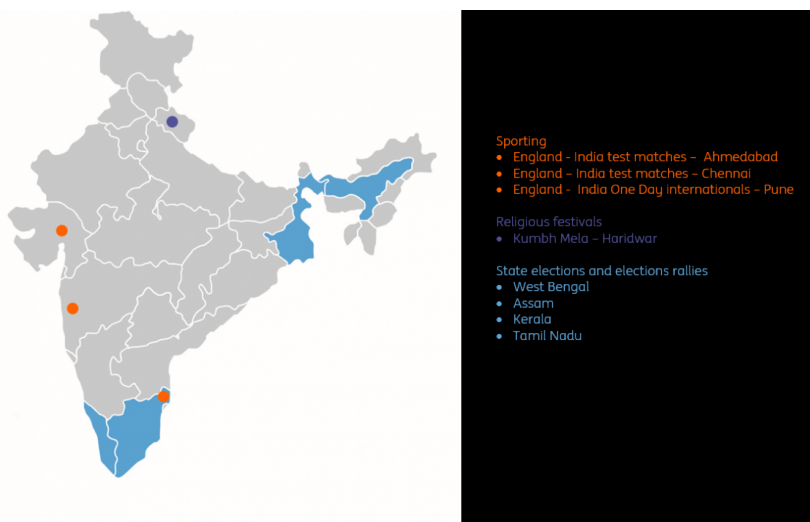 Sporting
• England - India test matches – Ahmedabad
• England – India test matches – Chennai
• England - India One Day internationals – Pune
Religious festivals
• Kumbh Mela – Haridwar
State elections and elections rallies
• West Bengal
• Assam
• Kerala
• Tamil Nadu